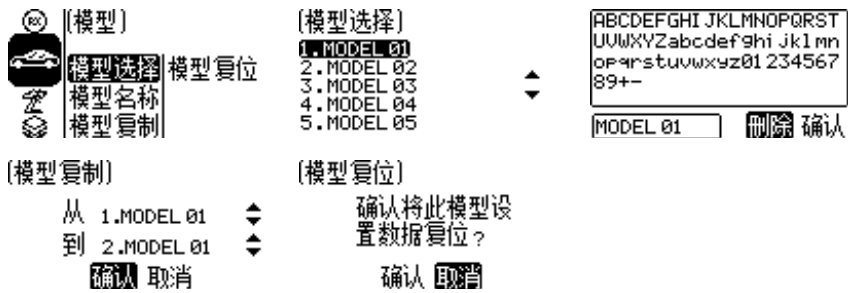 RX
[模型]
模型选择 模型复位
模型名称
模型复制
[模型选择]
1.MODEL 01
2.MODEL 02
3.MODEL 03
4.MODEL 04
5.MODEL 05
ABCDEFGHIJKLMNOPQRST
UVWXYZabcdefghijklmn
opqrstuvwxyz01234567
89+-
MODEL 01 删除 确认
[模型复制]
从 1.MODEL 01
到 2.MODEL 01
确认 取消
[模型复位]
确认将此模型设
置数据复位?
确认 取消